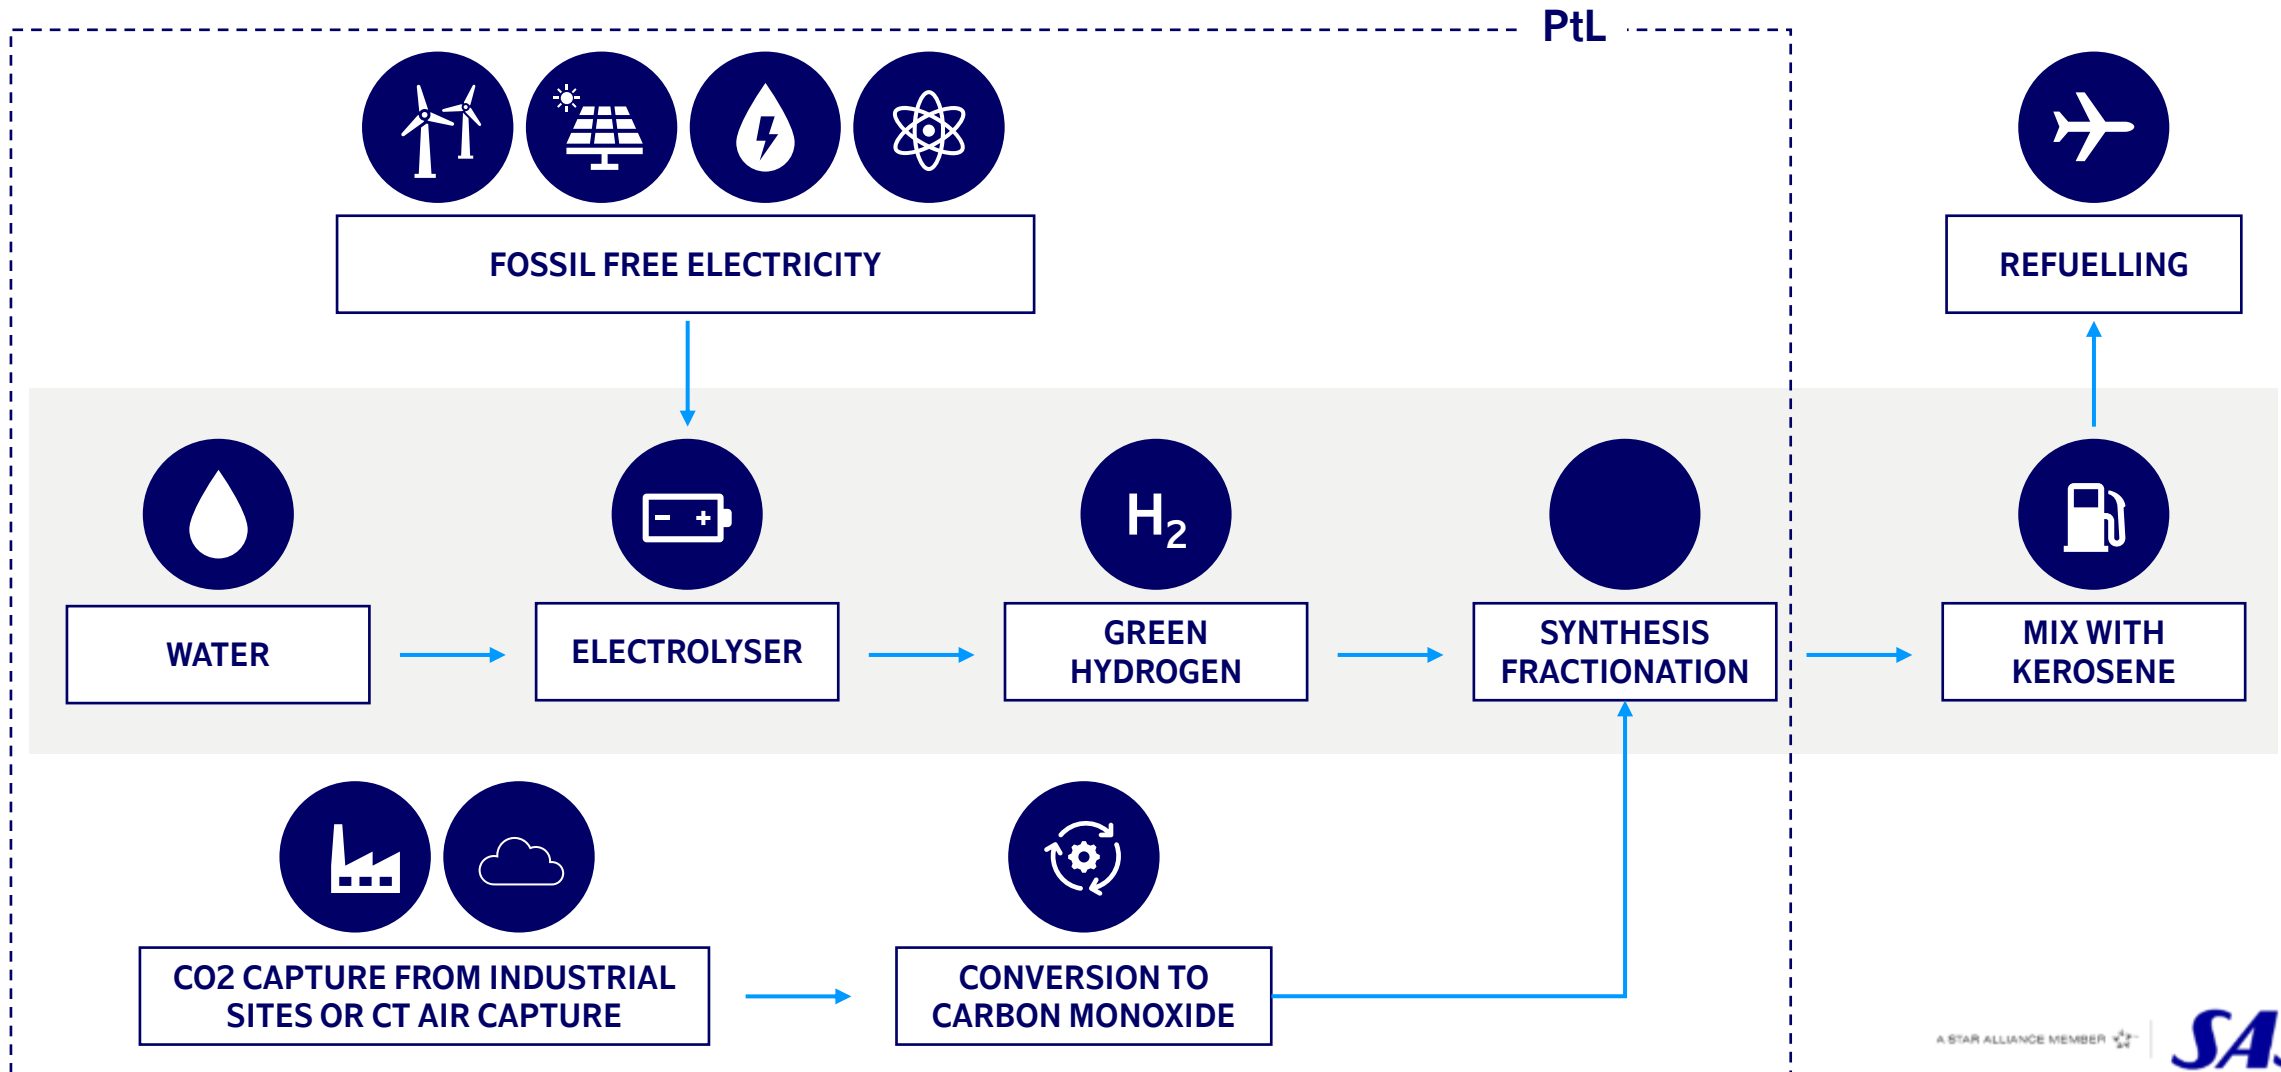 PtL
FOSSIL FREE ELECTRICITY
REFUELLING
H2
WATER
ELECTROLYSER
GREEN
HYDROGEN
SYNTHESIS
FRACTIONATION
MIX WITH
KEROSENE
CO2 CAPTURE FROM INDUSTRIAL
SITES OR CT AIR CAPTURE
CONVERSION TO
CARBON MONOXIDE
A STAR ALLIANCE MEMBER
SAS